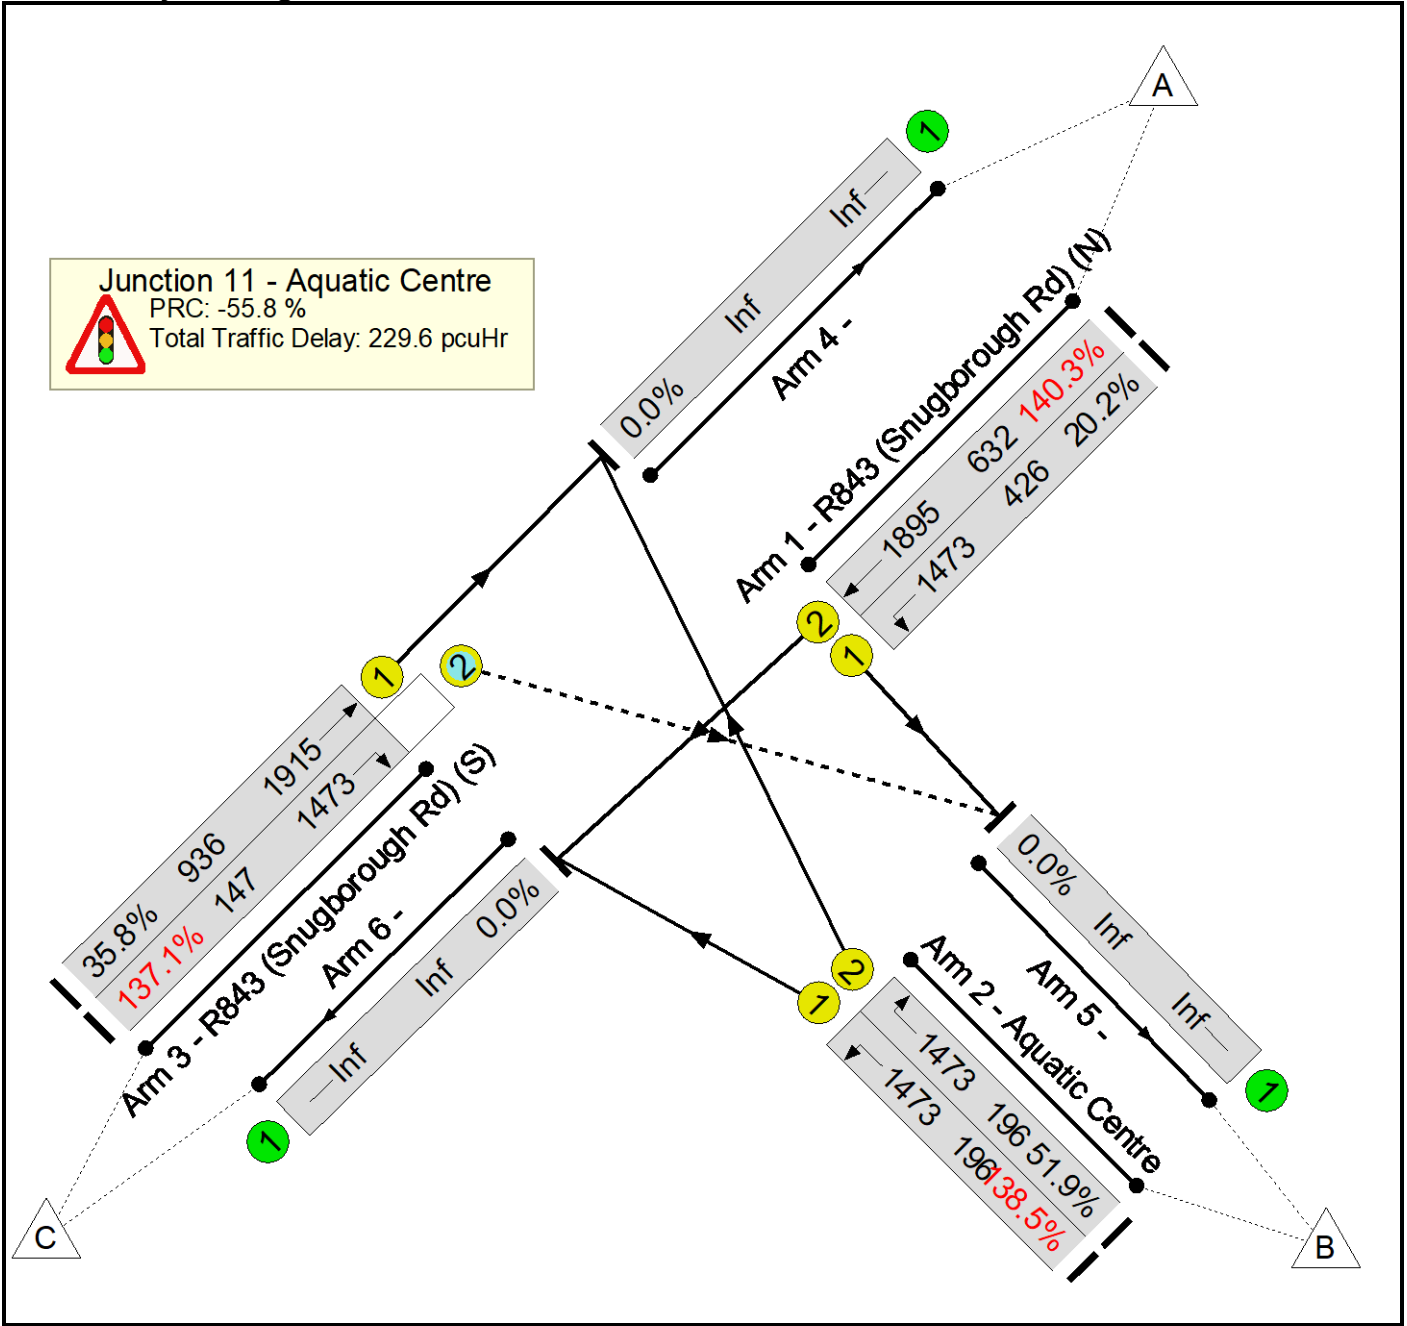 A
1
Inf
Inf
0.0%
Arm 4 -
Junction 11 - Aquatic Centre
PRC: -55.8 %
Total Traffic Delay: 229.6 pcuHr
Arm 1 - R843 (Snugborough Rd) (N)
1895 632 140.3%
1473 426 20.2%
2
1
1
2
35.8% 936 1915
137.1% 147 1473
Arm 3 - R843 (Snugborough Rd) (S)
Arm 6 -
Inf Inf 0.0%
1
0.0% Inf Inf
Arm 5 -
1
Arm 2 - Aquatic Centre
2
1
1473 196 51.9%
1473 196 138.5%
C
B